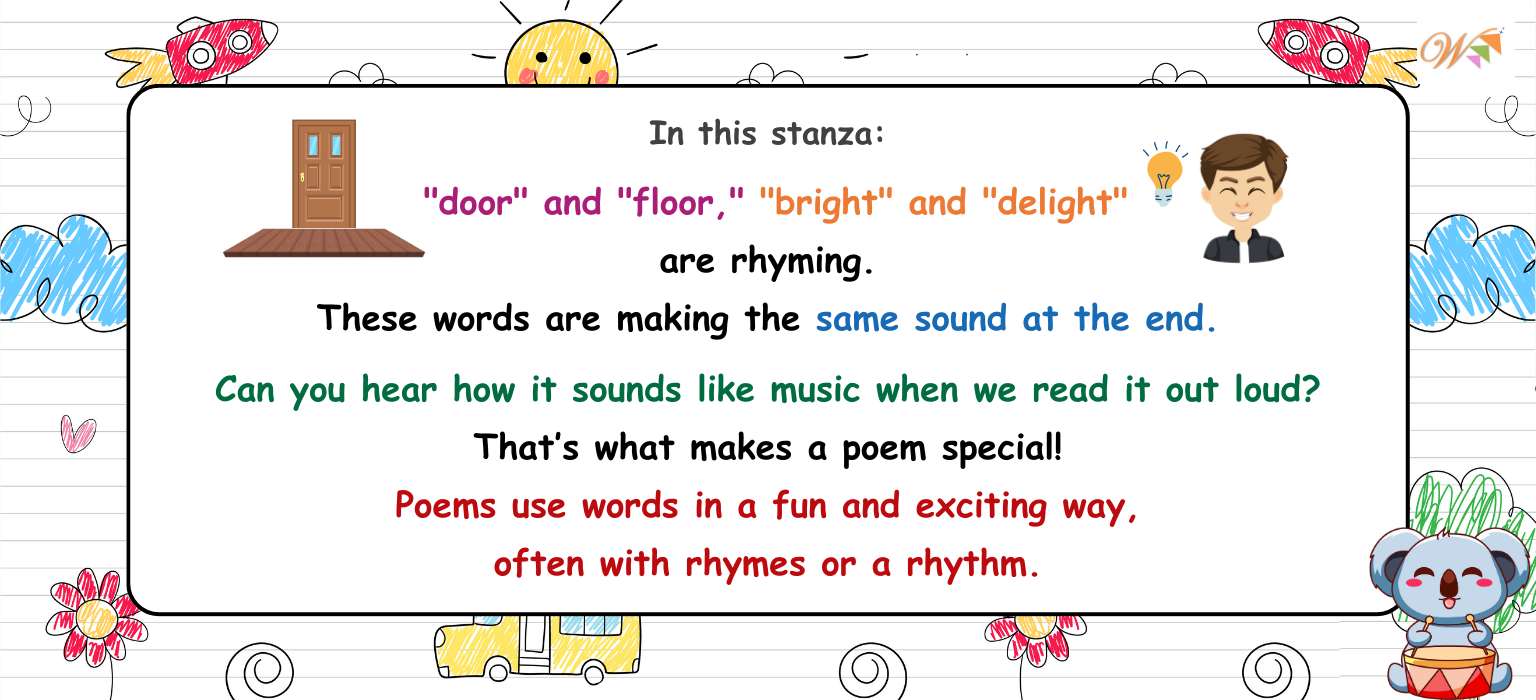 W
In this stanza:
"door" and "floor," "bright" and "delight"
are rhyming.
These words are making the same sound at the end.
Can you hear how it sounds like music when we read it out loud?
That's what makes a poem special!
Poems use words in a fun and exciting way,
often with rhymes or a rhythm.